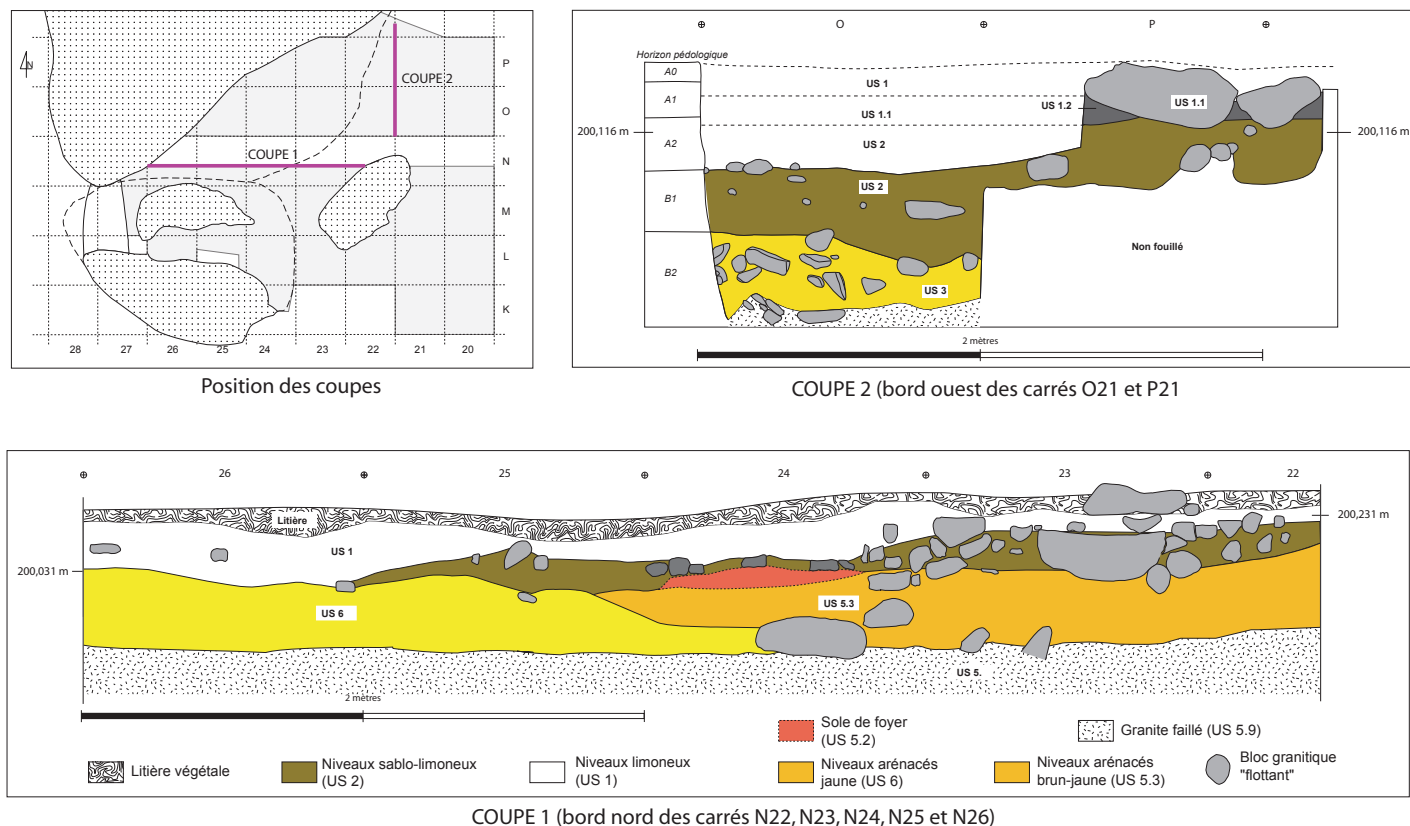 N
COUPE 2
COUPE 1
P
O
N
M
L
K
28 27 26 25 24 23 22 21 20
Position des coupes
O P
Horizon pédologique
A0
A1
A2
B1
B2
US 1
US 1.1
US 1.2
US 1.1
US 2
200,116 m
200,116 m
US 2
US 3
Non fouillé
2 mètres
COUPE 2 (bord ouest des carrés O21 et P21
26 25 24 23 22
Litière
US 1
200,231 m
200,031 m
US 6
US 5.3
US 5.
2 mètres
Sole de foyer
(US 5.2)
Granite faillé (US 5.9)
Litière végétale
Niveaux sablo-limoneux
(US 2)
Niveaux limoneux
(US 1)
Niveaux arénacés
jaune (US 6)
Niveaux arénacés
brun-jaune (US 5.3)
Bloc granitique
"flottant"
COUPE 1 (bord nord des carrés N22, N23, N24, N25 et N26)